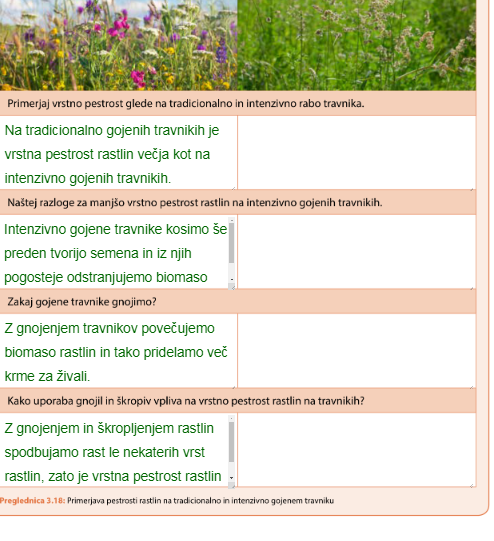 Primerjaj vrstno pestrost glede na tradicionalno in intenzivno rabo travnika.
Na tradicionalno gojenih travnikih je
vrstna pestrost rastlin večja kot na
intenzivno gojenih travnikih.
Naštej razloge za manjšo vrstno pestrost rastlin na intenzivno gojenih travnikih.
Intenzivno gojene travnike kosimo še
preden tvorijo semena in iz njih
pogosteje odstranjujemo biomaso
Zakaj gojene travnike gnojimo?
Z gnojenjem travnikov povečujemo
biomaso rastlin in tako pridelamo več
krme za živali.
Kako uporaba gnojil in škropiv vpliva na vrstno pestrost rastlin na travnikih?
Z gnojenjem in škropljenjem rastlin
spodbujamo rast le nekaterih vrst
rastlin, zato je vrstna pestrost rastlin
Preglednica 3.18: Primerjava pestrosti rastlin na tradicionalno in intenzivno gojenem travniku